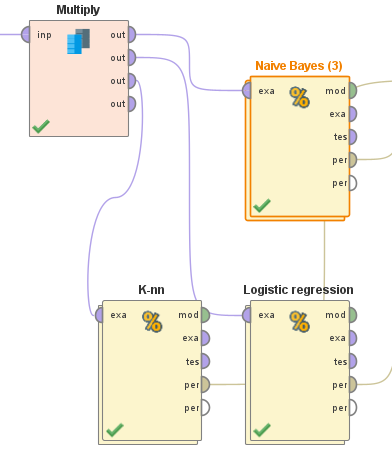 Multiply
inp
out
out
out
out
Naive Bayes (3)
exa
mod
exa
tes
per
per
K-nn
exa
mod
exa
tes
per
per
Logistic regression
exa
mod
exa
tes
per
per